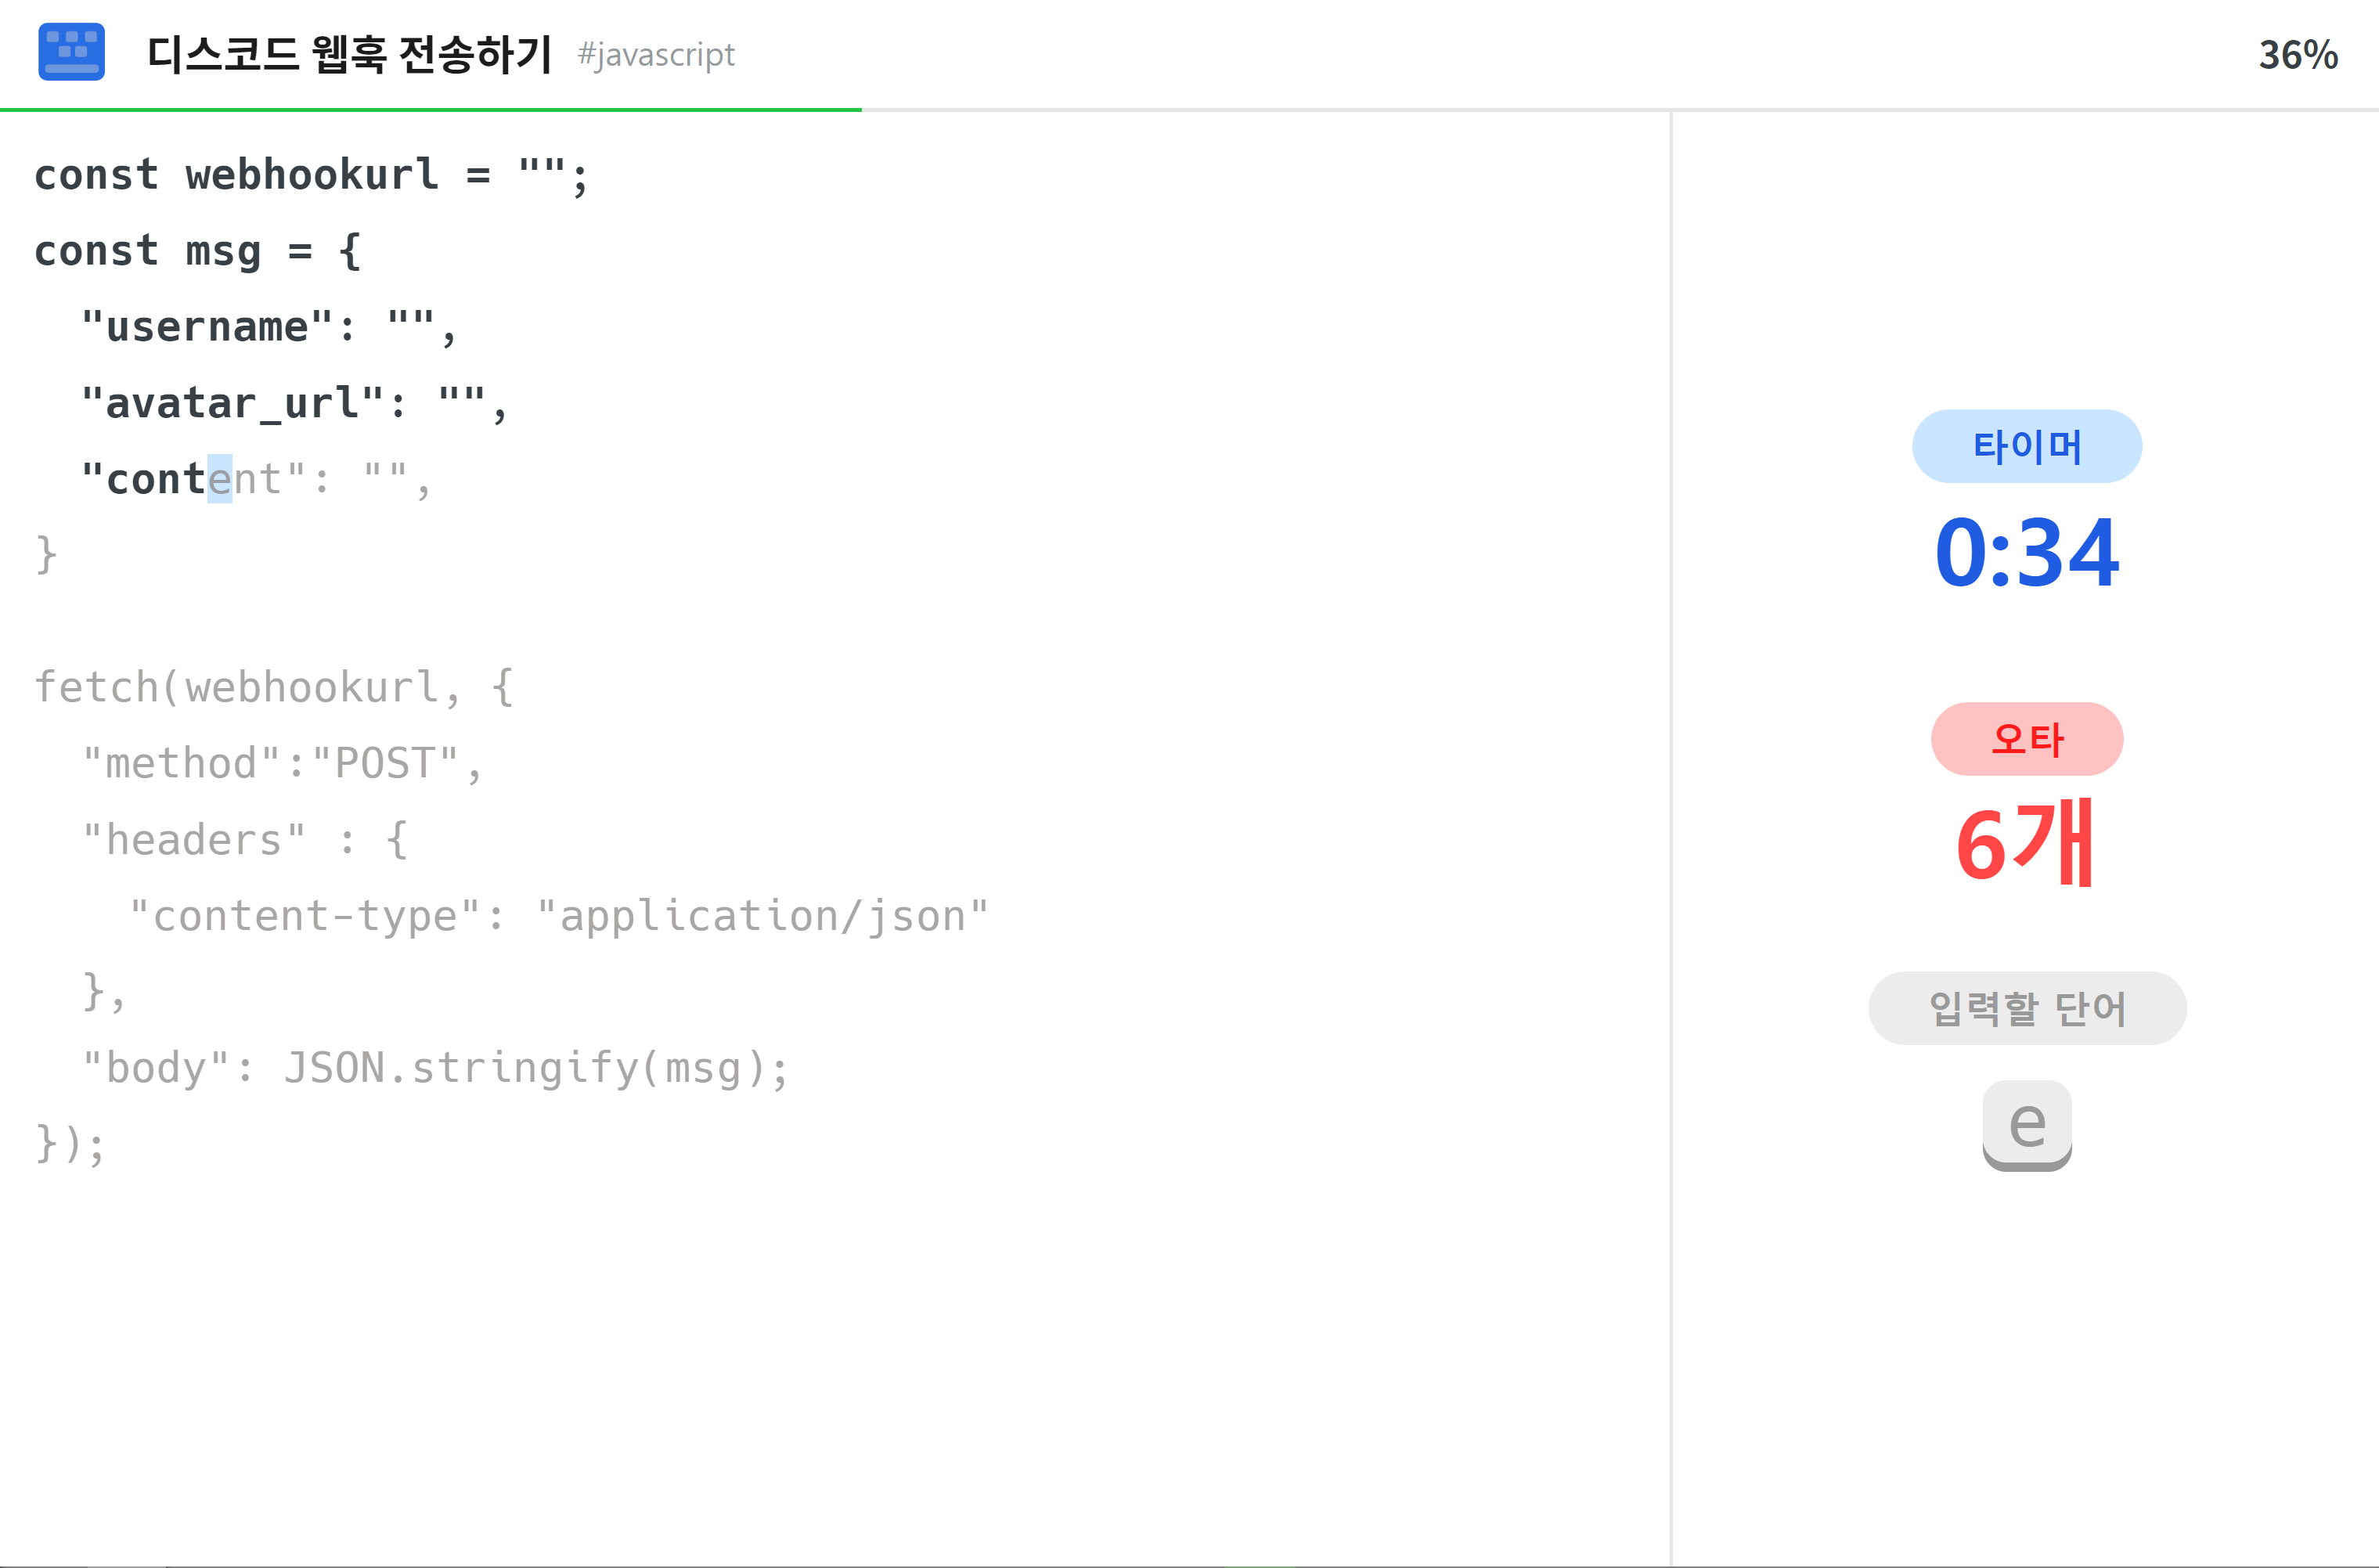 디스코드 웹훅 전송하기 #javascript 36%
const webhookurl = "";
const msg = {
"username": "",
"avatar_url": "",
"content": "",
}
fetch(webhookurl, {
"method":"POST",
"headers" : {
"content-type": "application/json"
},
"body": JSON.stringify(msg);
});
타이머
0:34
오타
6개
입력할 단어
e